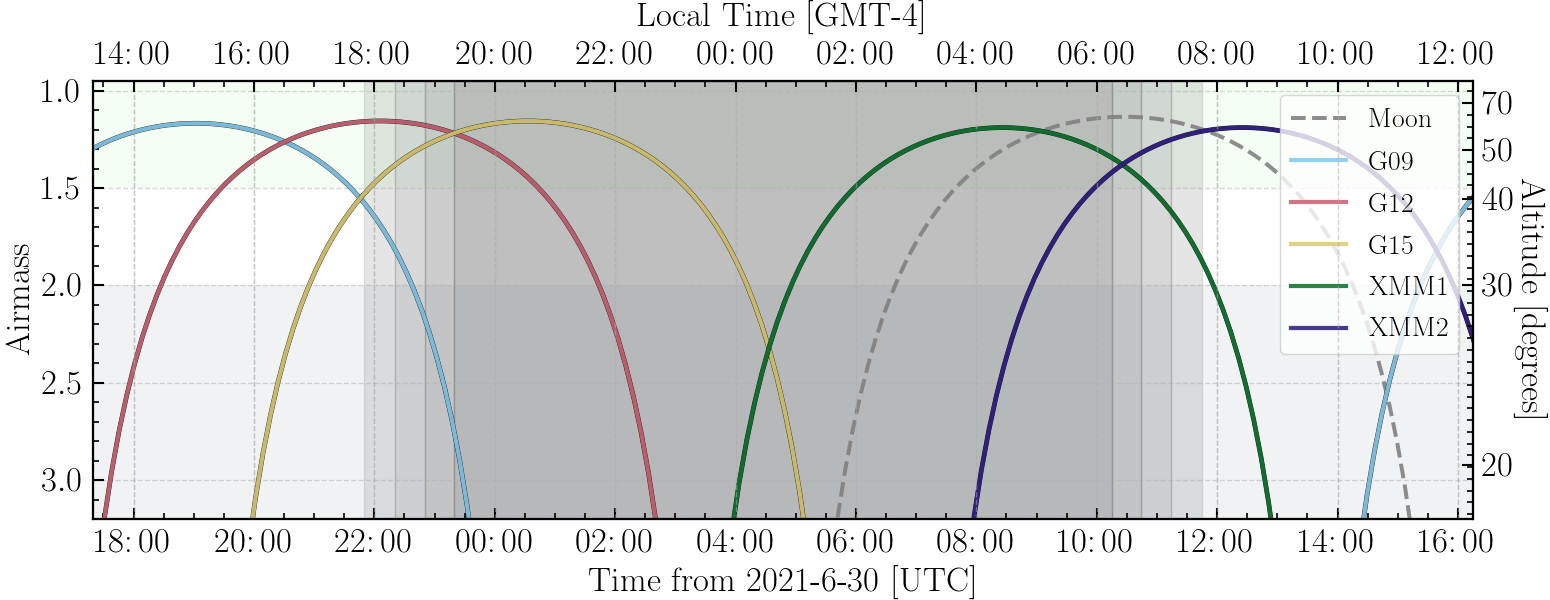 Local Time [GMT-4]
14:00 16:00 18:00 20:00 22:00 00:00 02:00 04:00 06:00 08:00 10:00 12:00
Airmass
1.0
1.5
2.0
2.5
3.0
Moon
G09
G12
G15
XMM1
XMM2
70
50
40
30
20
Altitude [degrees]
18:00 20:00 22:00 00:00 02:00 04:00 06:00 08:00 10:00 12:00 14:00 16:00
Time from 2021-6-30 [UTC]